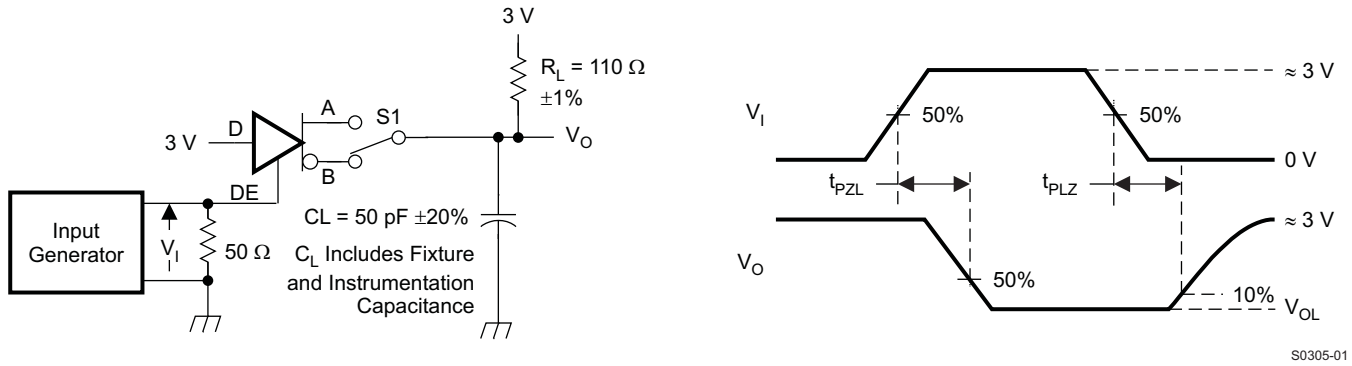 3 V
R_L = 110 Ω
±1%
A
S1
D
3 V
V_O
B
DE
Input
Generator
V_I
50 Ω
CL = 50 pF ±20%
C_L Includes Fixture
and Instrumentation
Capacitance
≈ 3 V
V_I
50%
50%
0 V
t_PZL
t_PLZ
≈ 3 V
V_O
50%
10%
V_OL
S0305-01